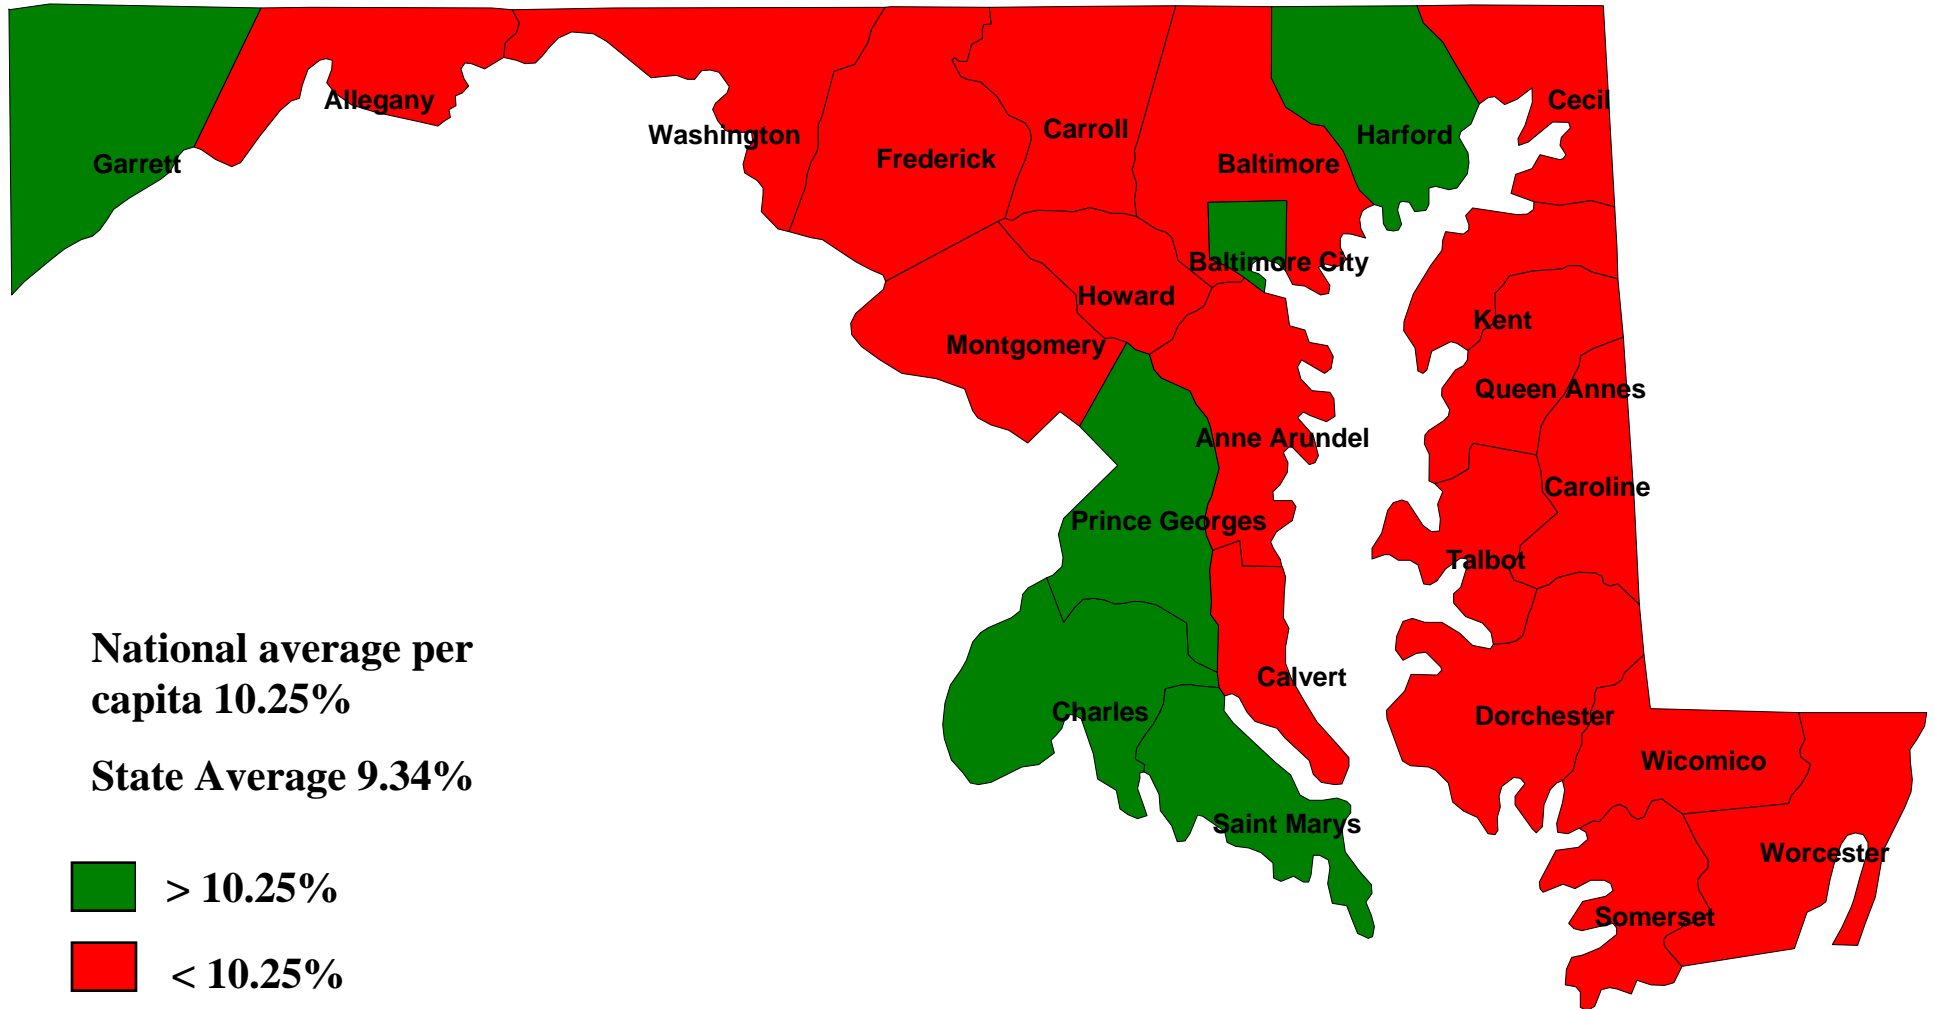 Allegany
Cecil
Carroll
Washington
Harford
Frederick
Garrett
Baltimore
Baltimore City
Howard
Kent
Montgomery
Queen Annes
Anne Arundel
Caroline
Prince Georges
Talbot
National average per
capita 10.25%
Calvert
Charles
Dorchester
Wicomico
State Average 9.34%
Saint Marys
Worcester
> 10.25%
Somerset
< 10.25%